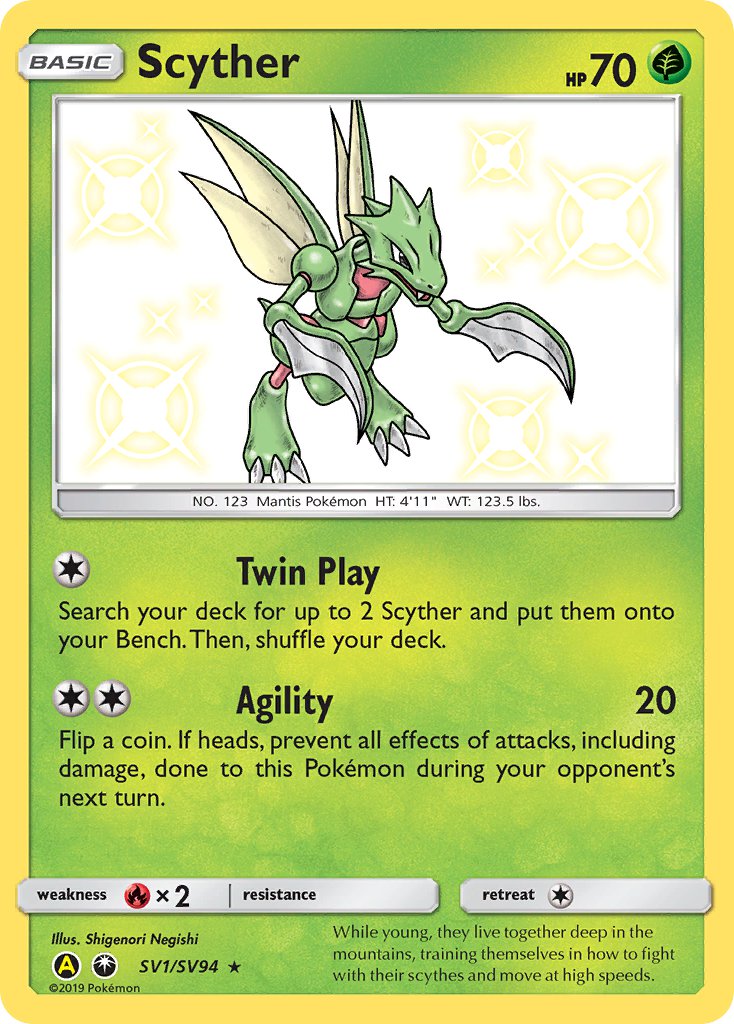 BASIC Scyther HP 70
NO. 123 Mantis Pokémon HT: 4'11" WT: 123.5 lbs.
Twin Play
Search your deck for up to 2 Scyther and put them onto
your Bench. Then, shuffle your deck.
Agility 20
Flip a coin. If heads, prevent all effects of attacks, including
damage, done to this Pokémon during your opponent's
next turn.
weakness × 2 resistance retreat
Illus. Shigenori Negishi
A SV1/SV94 ★
©2019 Pokémon
While young, they live together deep in the
mountains, training themselves in how to fight
with their scythes and move at high speeds.